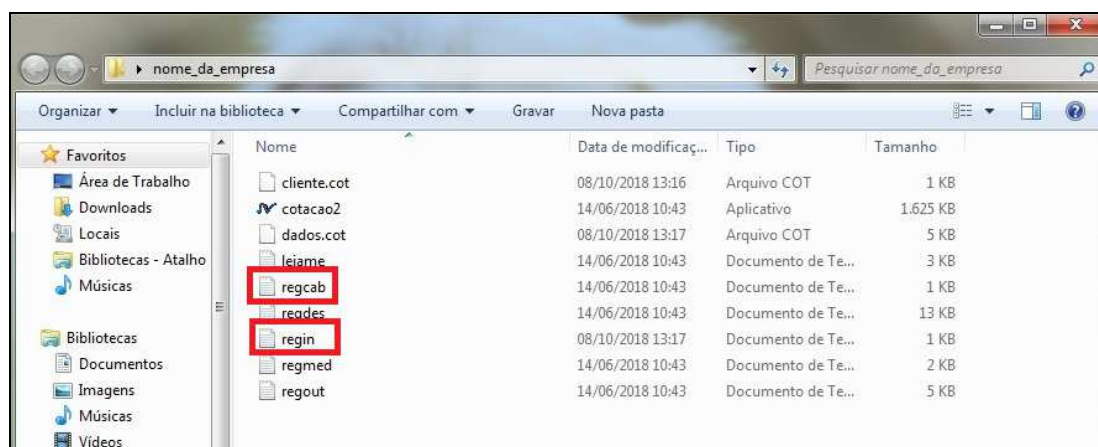 nome_da_empresa
Pesquisar nome_da_empresa
Organizar Incluir na biblioteca Compartilhar com Gravar Nova pasta
Favoritos
Área de Trabalho
Downloads
Locais
Bibliotecas - Atalho
Músicas
Bibliotecas
Documentos
Imagens
Músicas
Vídeos
Nome Data de modificaç... Tipo Tamanho
cliente.cot 08/10/2018 13:16 Arquivo COT 1 KB
cotacao2 14/06/2018 10:43 Aplicativo 1.625 KB
dados.cot 08/10/2018 13:17 Arquivo COT 5 KB
leiame 14/06/2018 10:43 Documento de Te... 3 KB
regcab 14/06/2018 10:43 Documento de Te... 1 KB
regdes 14/06/2018 10:43 Documento de Te... 13 KB
regin 08/10/2018 13:17 Documento de Te... 1 KB
regmed 14/06/2018 10:43 Documento de Te... 2 KB
regout 14/06/2018 10:43 Documento de Te... 5 KB